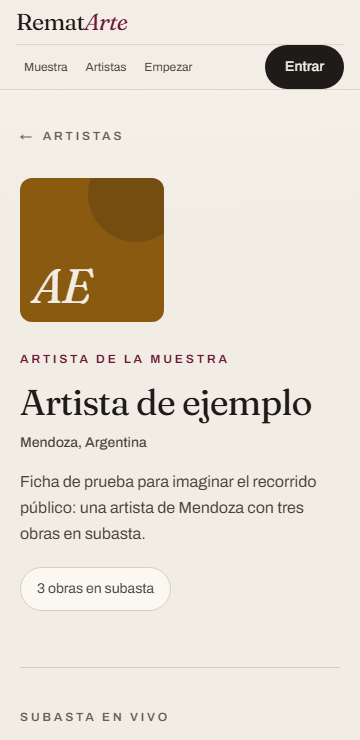 RematArte
Muestra Artistas Empezar Entrar
← ARTISTAS
AE
ARTISTA DE LA MUESTRA
Artista de ejemplo
Mendoza, Argentina
Ficha de prueba para imaginar el recorrido
público: una artista de Mendoza con tres
obras en subasta.
3 obras en subasta
SUBASTA EN VIVO